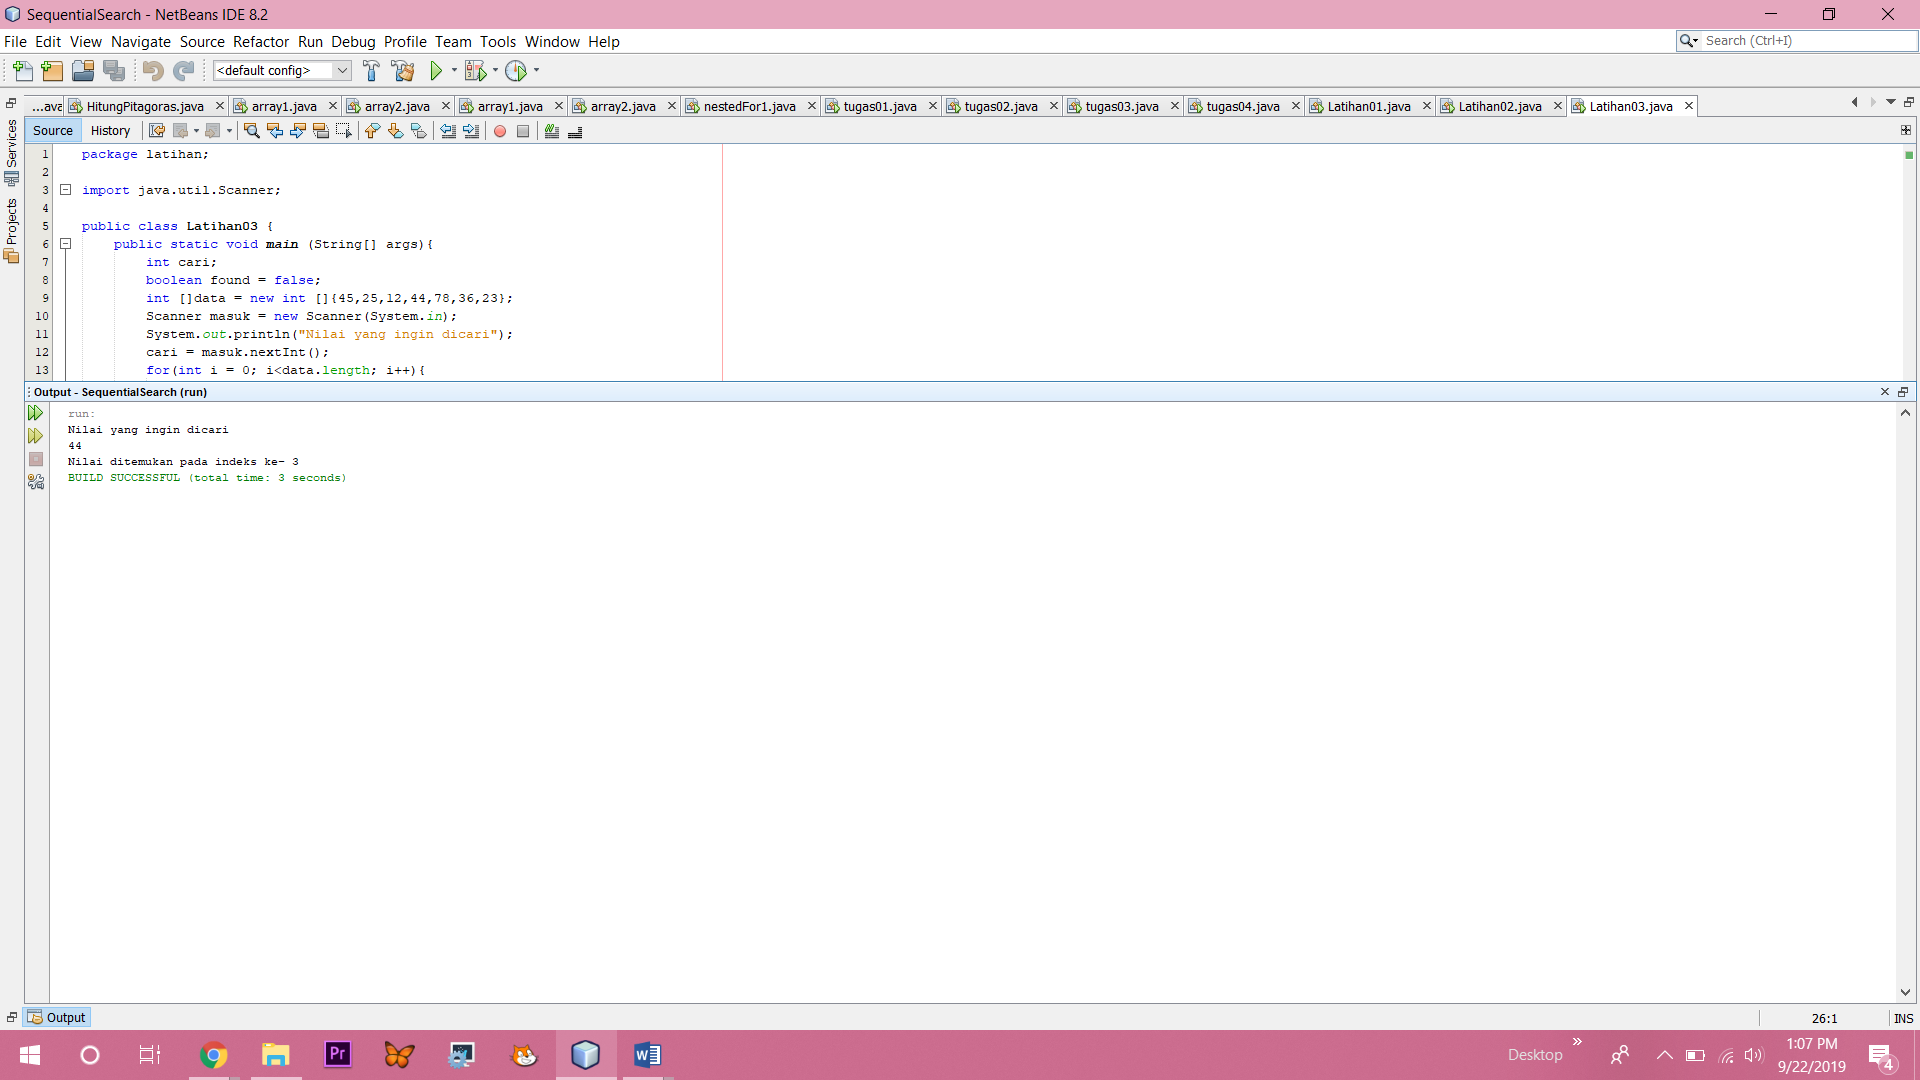 SequentialSearch - NetBeans IDE 8.2
File Edit View Navigate Source Refactor Run Debug Profile Team Tools Window Help
Search (Ctrl+I)
<default config>
...ava HitungPitagoras.java array1.java array2.java array1.java array2.java nestedFor1.java tugas01.java tugas02.java tugas03.java tugas04.java Latihan01.java Latihan02.java Latihan03.java
Source History
Services
Projects
1 package latihan;
2
3 import java.util.Scanner;
4
5 public class Latihan03 {
6 public static void main (String[] args){
7 int cari;
8 boolean found = false;
9 int []data = new int []{45,25,12,44,78,36,23};
10 Scanner masuk = new Scanner(System.in);
11 System.out.println("Nilai yang ingin dicari");
12 cari = masuk.nextInt();
13 for(int i = 0; i<data.length; i++){
Output - SequentialSearch (run)
run:
Nilai yang ingin dicari
44
Nilai ditemukan pada indeks ke- 3
BUILD SUCCESSFUL (total time: 3 seconds)
Output
26:1 INS
Pr
W
Desktop
1:07 PM
9/22/2019
4